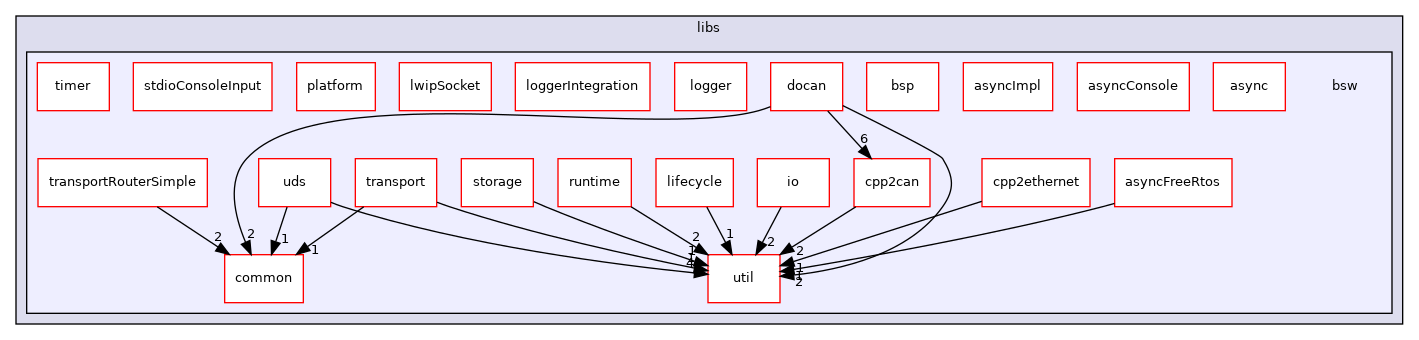 libs
timer
stdioConsoleInput
platform
lwipSocket
loggerIntegration
logger
docan
bsp
asyncImpl
asyncConsole
async
bsw
6
transportRouterSimple
uds
transport
storage
runtime
lifecycle
io
cpp2can
cpp2ethernet
asyncFreeRtos
2
2
1
1
2
1
1
4
1
2
2
1
1
2
common
util